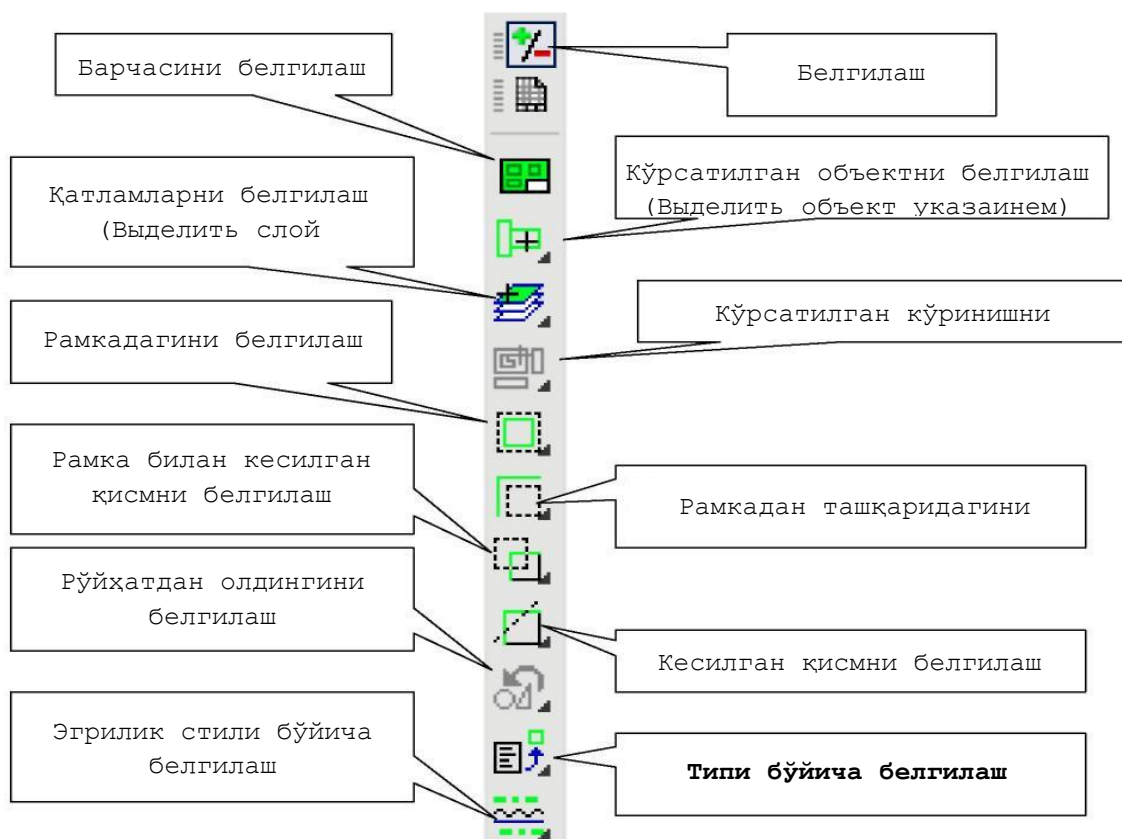 Барчасини белгилаш
Белгилаш
Қатламларни белгилаш
(Выделить слой
Кўрсатилган объектни белгилаш
(Выделить объект указаинем)
Рамкадагини белгилаш
Кўрсатилган кўринишни
Рамка билан кесилган
қисмни белгилаш
Рамкадан ташқаридагини
Рўйҳатдан олдингини
белгилаш
Кесилган қисмни белгилаш
Эгрилик стили бўйича
белгилаш
Типи бўйича белгилаш